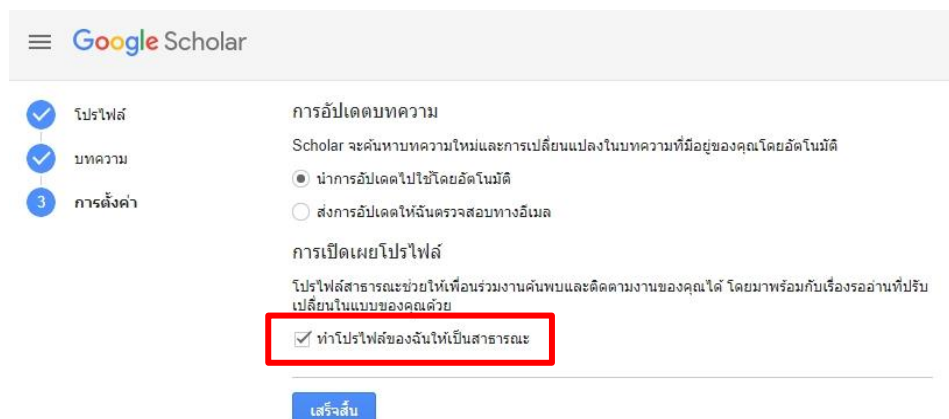 Google Scholar
โปรไฟล์
บทความ
3 การตั้งค่า
การอัปเดตบทความ
Scholar จะค้นหาบทความใหม่และการเปลี่ยนแปลงในบทความที่มีอยู่ของคุณโดยอัตโนมัติ
นำการอัปเดตไปใช้โดยอัตโนมัติ
ส่งการอัปเดตให้ฉันตรวจสอบทางอีเมล
การเปิดเผยโปรไฟล์
โปรไฟล์สาธารณะช่วยให้เพื่อนร่วมงานค้นพบและติดตามงานของคุณได้ โดยมาพร้อมกับเรื่องรออ่านที่ปรับ
เปลี่ยนในแบบของคุณด้วย
ทำโปรไฟล์ของฉันให้เป็นสาธารณะ
เสร็จสิ้น